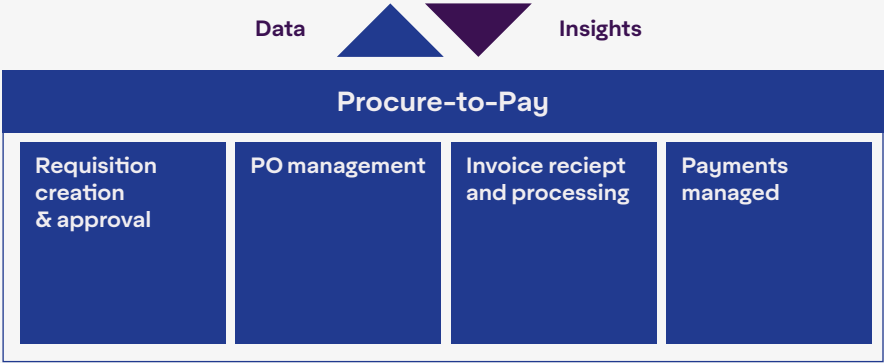 Data
Insights
Procure-to-Pay
Requisition
creation
& approval
PO management
Invoice reciept
and processing
Payments
managed